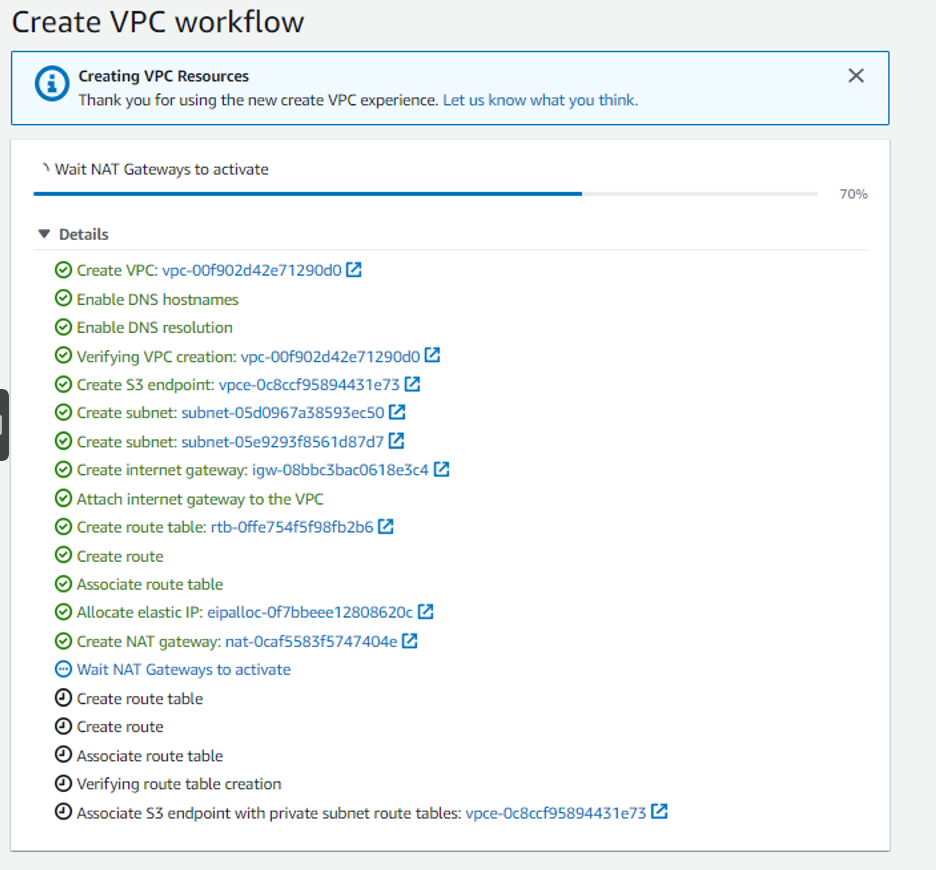 Create VPC workflow
Creating VPC Resources
Thank you for using the new create VPC experience. Let us know what you think.
Wait NAT Gateways to activate
70%
Details
Create VPC: vpc-00f902d42e71290d0
Enable DNS hostnames
Enable DNS resolution
Verifying VPC creation: vpc-00f902d42e71290d0
Create S3 endpoint: vpce-0c8ccf95894431e73
Create subnet: subnet-05d0967a38593ec50
Create subnet: subnet-05e9293f8561d87d7
Create internet gateway: igw-08bbc3bac0618e3c4
Attach internet gateway to the VPC
Create route table: rtb-0ffe754f5f98fb2b6
Create route
Associate route table
Allocate elastic IP: eipalloc-0f7bbeee12808620c
Create NAT gateway: nat-0caf5583f5747404e
Wait NAT Gateways to activate
Create route table
Create route
Associate route table
Verifying route table creation
Associate S3 endpoint with private subnet route tables: vpce-0c8ccf95894431e73